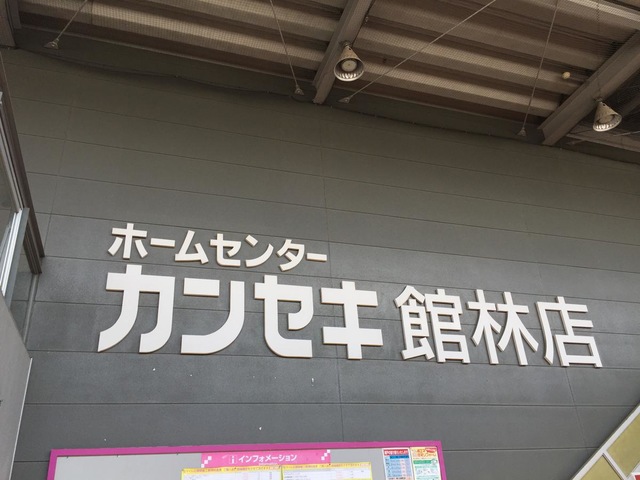 ホームセンター
カンセキ 館林店
i インフォメーション